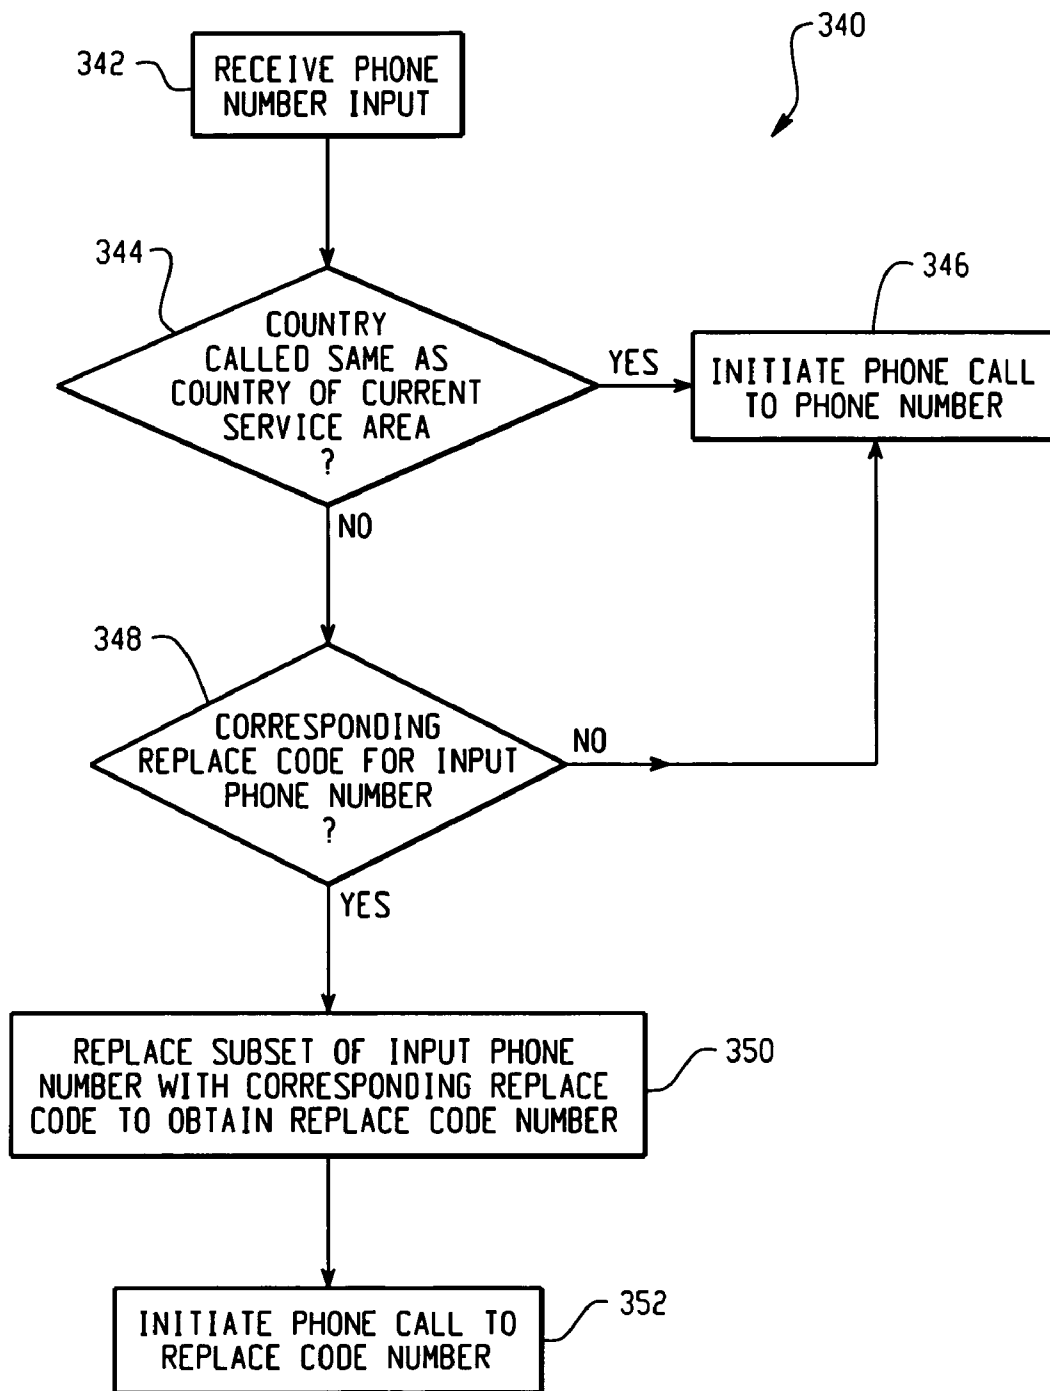 340
342
RECEIVE PHONE
NUMBER INPUT
344
COUNTRY
CALLED SAME AS
COUNTRY OF CURRENT
SERVICE AREA
?
YES
346
INITIATE PHONE CALL
TO PHONE NUMBER
NO
348
CORRESPONDING
REPLACE CODE FOR INPUT
PHONE NUMBER
?
NO
YES
REPLACE SUBSET OF INPUT PHONE
NUMBER WITH CORRESPONDING REPLACE
CODE TO OBTAIN REPLACE CODE NUMBER
350
INITIATE PHONE CALL TO
REPLACE CODE NUMBER
352